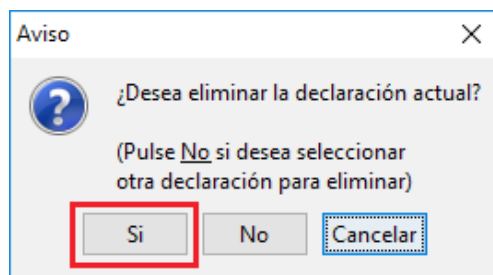 Aviso
¿Desea eliminar la declaración actual?
(Pulse No si desea seleccionar
otra declaración para eliminar)
Si No Cancelar